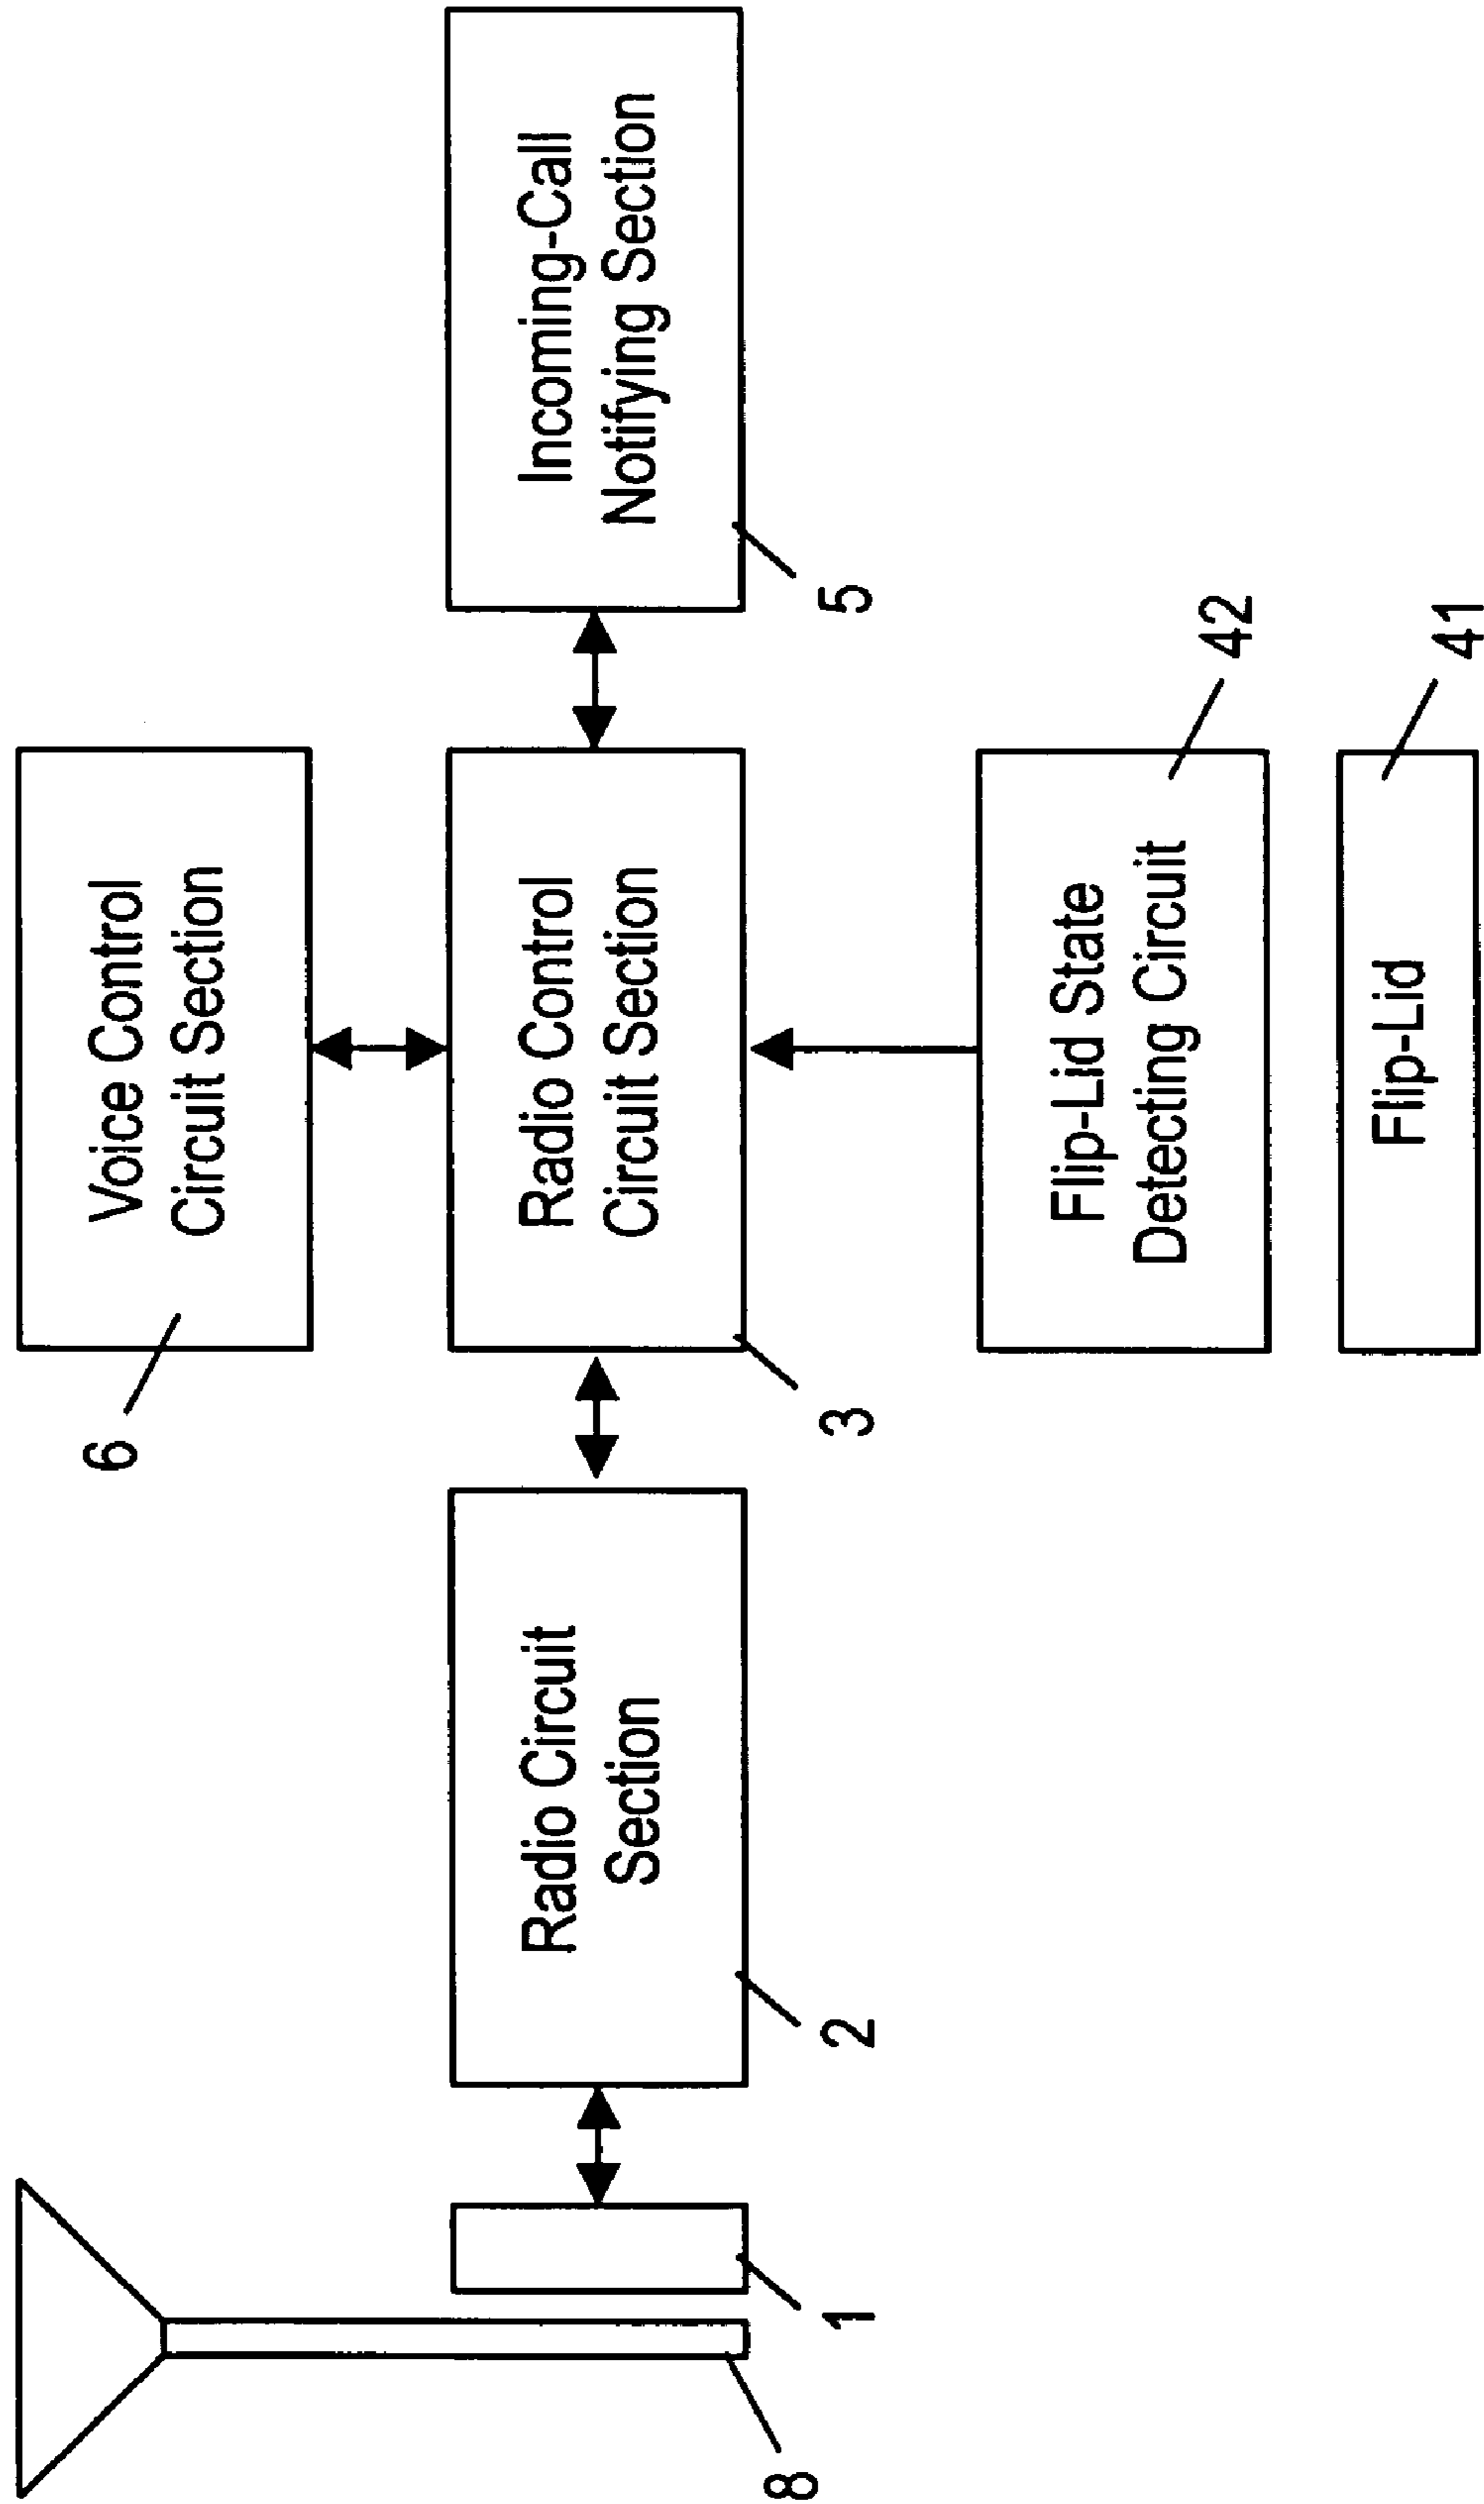 6
Voice Control
Circuit Section
Radio Circuit
Section
Radio Control
Circuit Section
Incoming-Call
Notifying Section
8
1
2
3
5
Flip-Lid State
Detecting Circuit
42
Flip-Lid
41